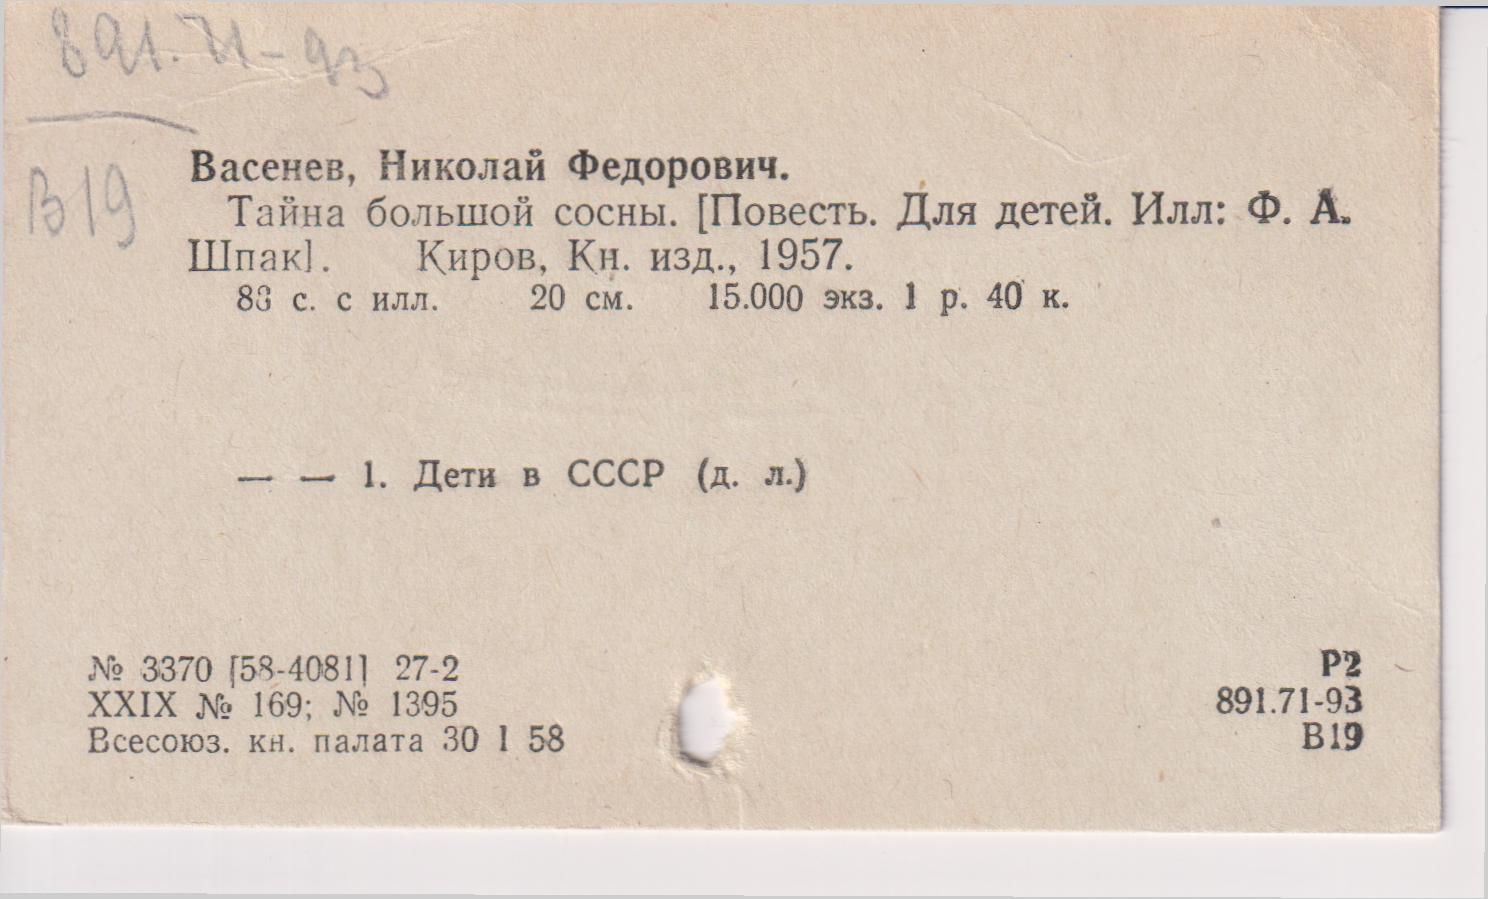 891.71-93
В19
Васенев, Николай Федорович.
Тайна большой сосны. [Повесть. Для детей. Илл: Ф. А.
Шпак]. Киров, Кн. изд., 1957.
с. с илл. 20 см. 15.000 экз. 1 р. 40 к.
— — 1. Дети в СССР (д. л.)
№ 3370 [58-4081] 27-2
XXIX № 169; № 1395
Всесоюз. кн. палата 30 I 58
Р2
891.71-93
В19